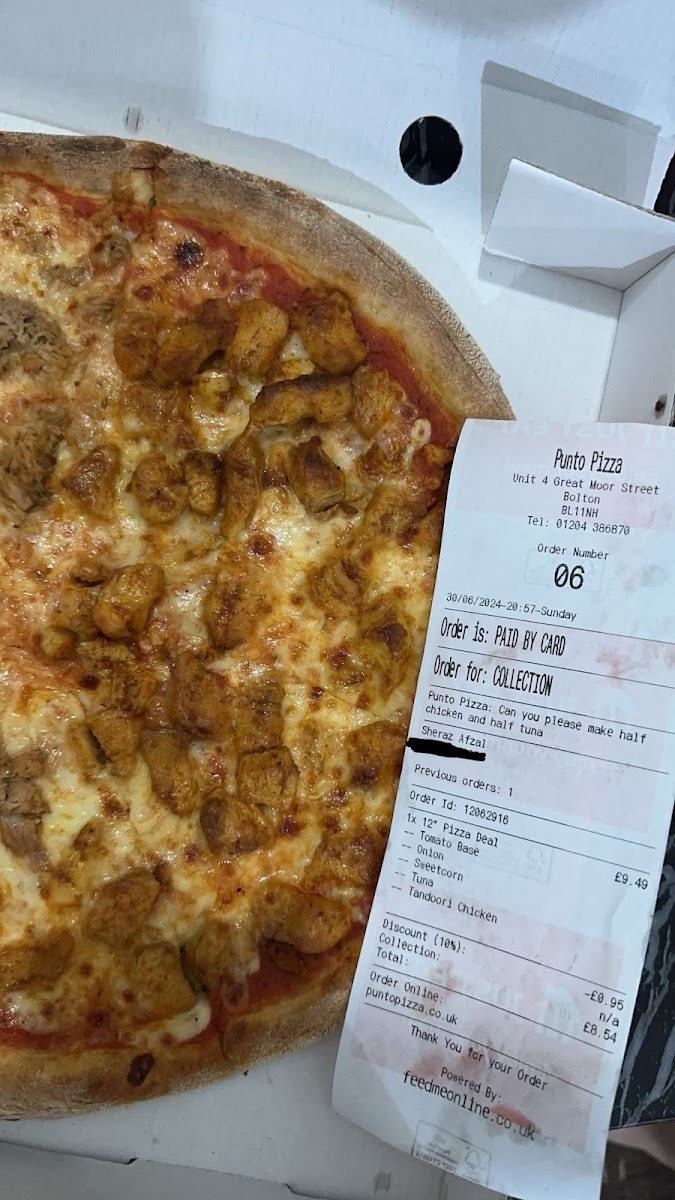 Punto Pizza
Unit 4 Great Moor Street
Bolton
BL11NH
Tel: 01204 386870
Order Number
06
30/06/2024-20:57-Sunday
Order is: PAID BY CARD
Order for: COLLECTION
Punto Pizza: Can you please make half
chicken and half tuna
Sheraz Afzal
Previous orders: 1
Order Id: 12062916
1x 12" Pizza Deal £9.49
-- Tomato Base
-- Onion
-- Sweetcorn
-- Tuna
-- Tandoori Chicken
Discount (10%): -£0.95
Collection: n/a
Total: £8.54
Order Online:
puntopizza.co.uk
Thank You for your Order
Powered By:
feedmeonline.co.uk